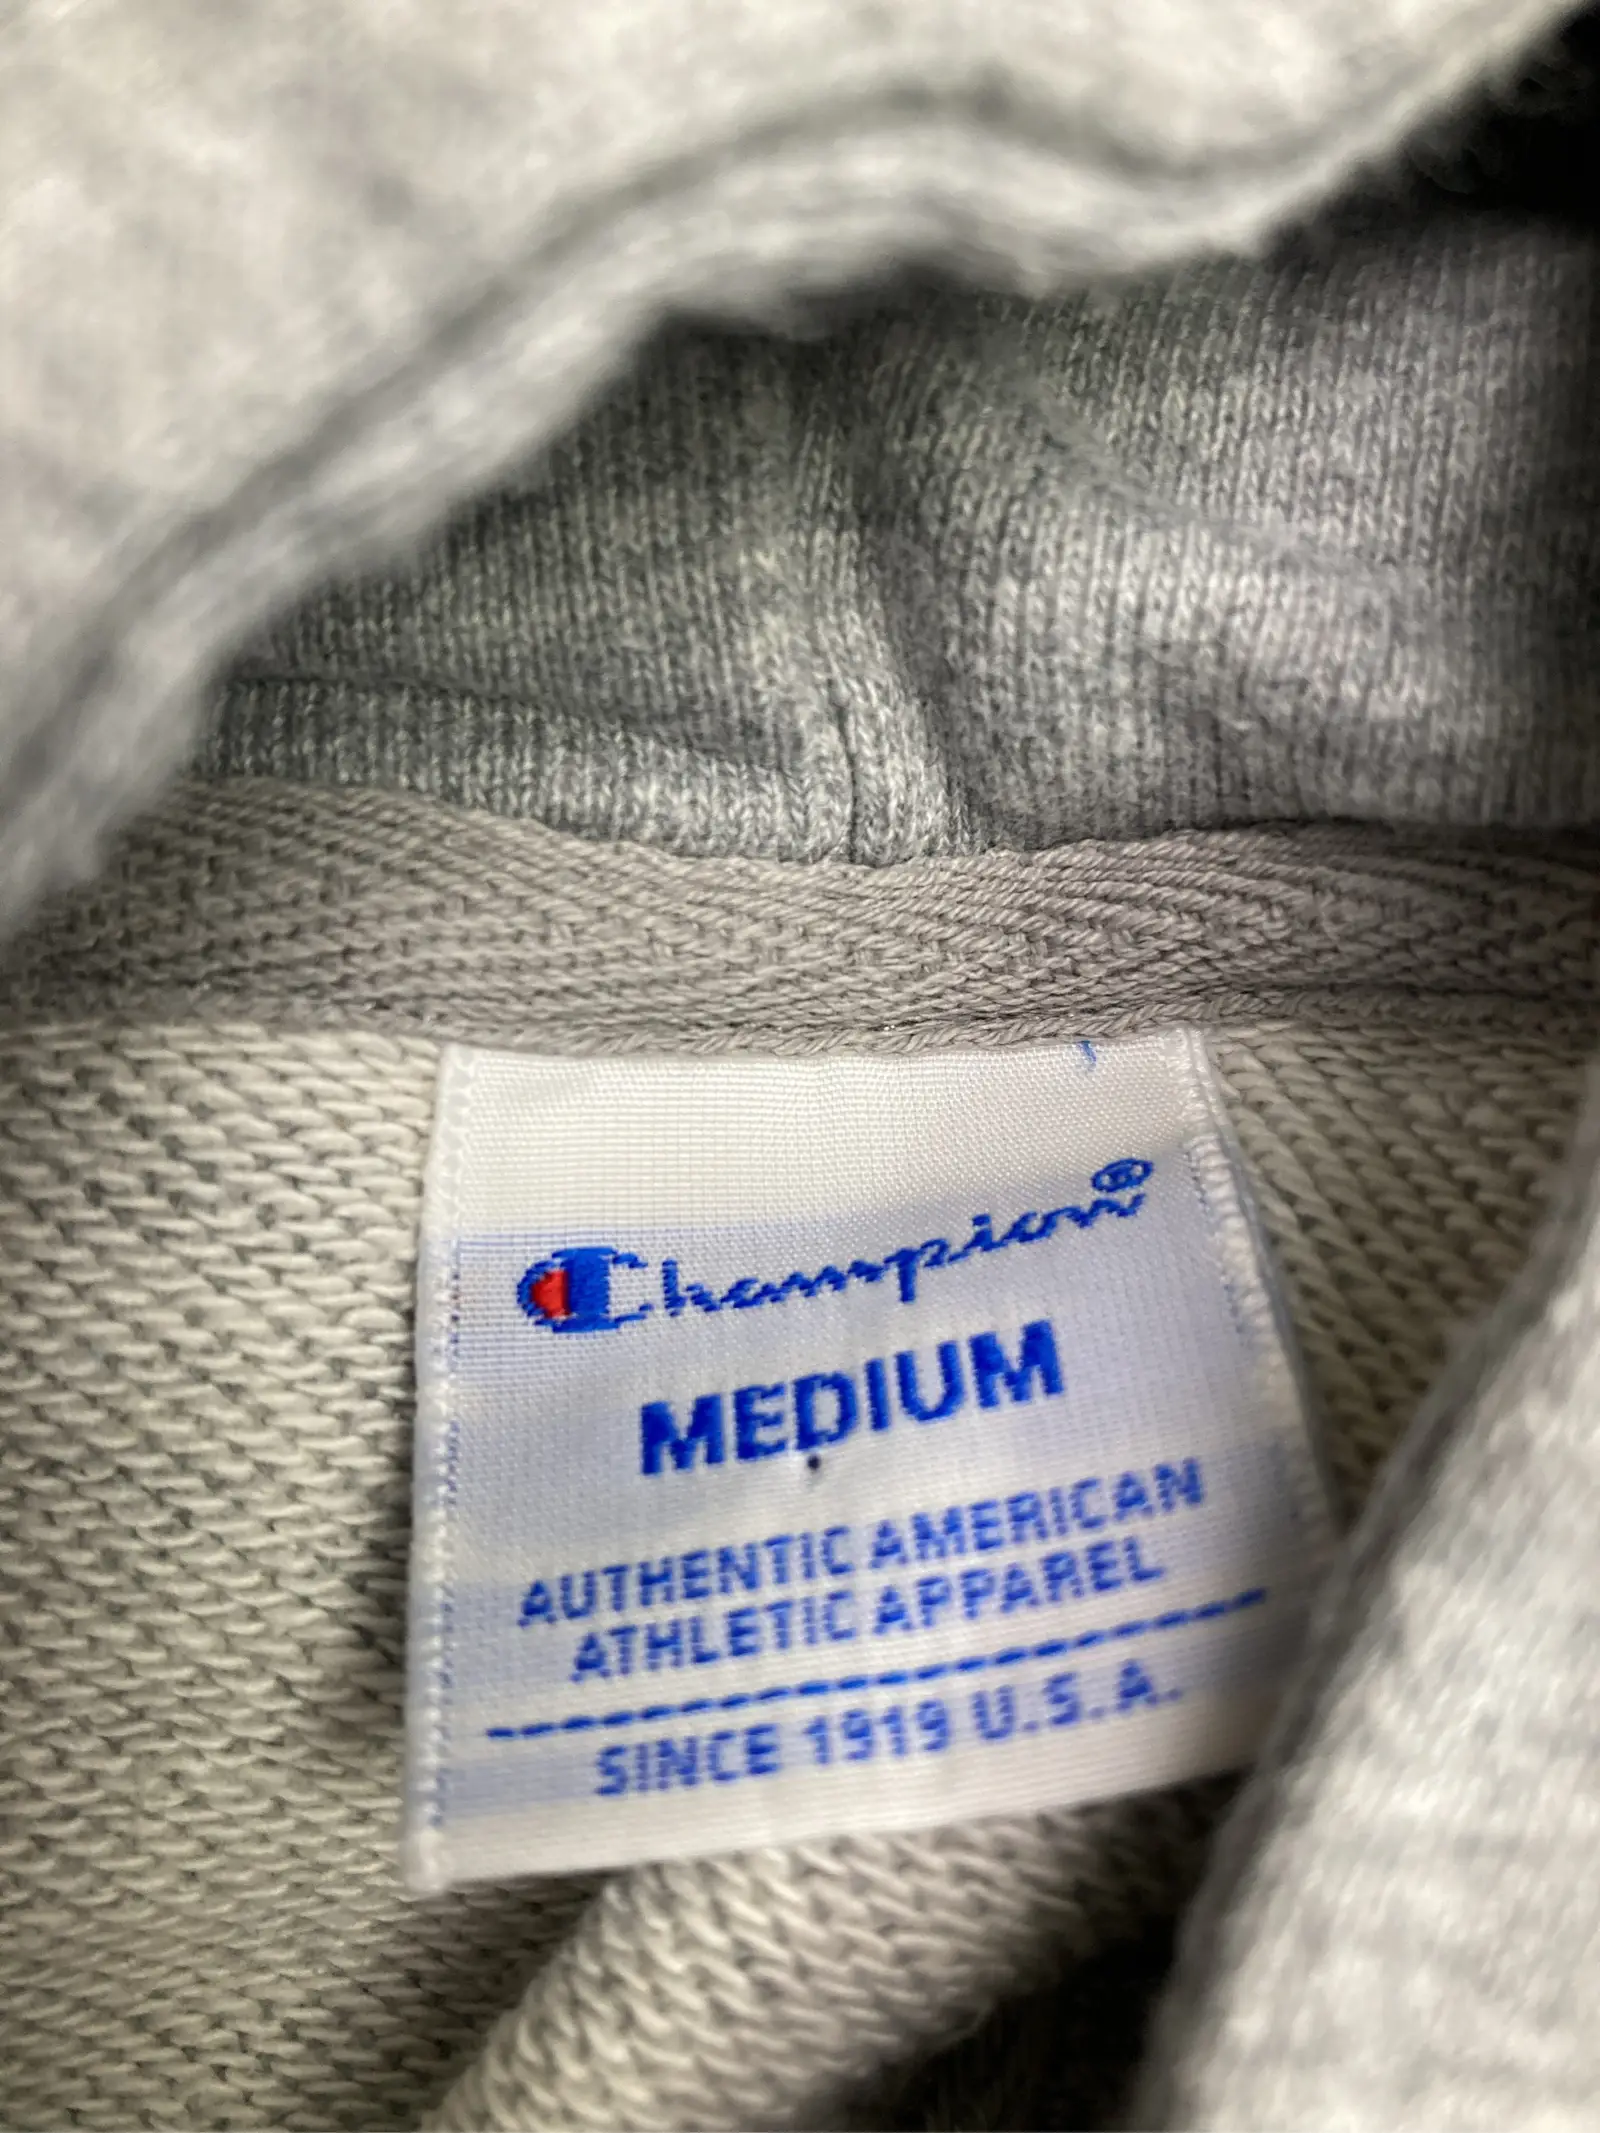 Champion®
MEDIUM
AUTHENTIC AMERICAN
ATHLETIC APPAREL
SINCE 1919 U.S.A.